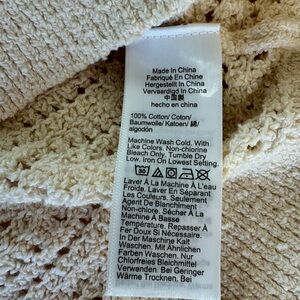 Made In China
Fabriqué En Chine
Hergestellt In China
Vervaardigd In China
中国製
hecho en china
100% Cotton/ Coton/
Baumwolle/ Katoen/ 綿/
algodón
Machine Wash Cold. With
Like Colors. Non-chlorine
Bleach Only. Tumble Dry
Low. Iron On Lowest Setting.
Laver À La Machine À L'eau
Froide. Laver En Séparant
Les Couleurs. Seulement
Agent De Blanchiment
Non-chlore. Sécher À La
Machine À Basse
Température. Repasser À
Fer Doux Si Nécessaire.
In Der Maschine Kalt
Waschen. Mit Ähnlichen
Farben Waschen. Nur
Chlorfreies Bleichmittel
Verwenden. Bei Geringer
Wärme Trocknen. Bei